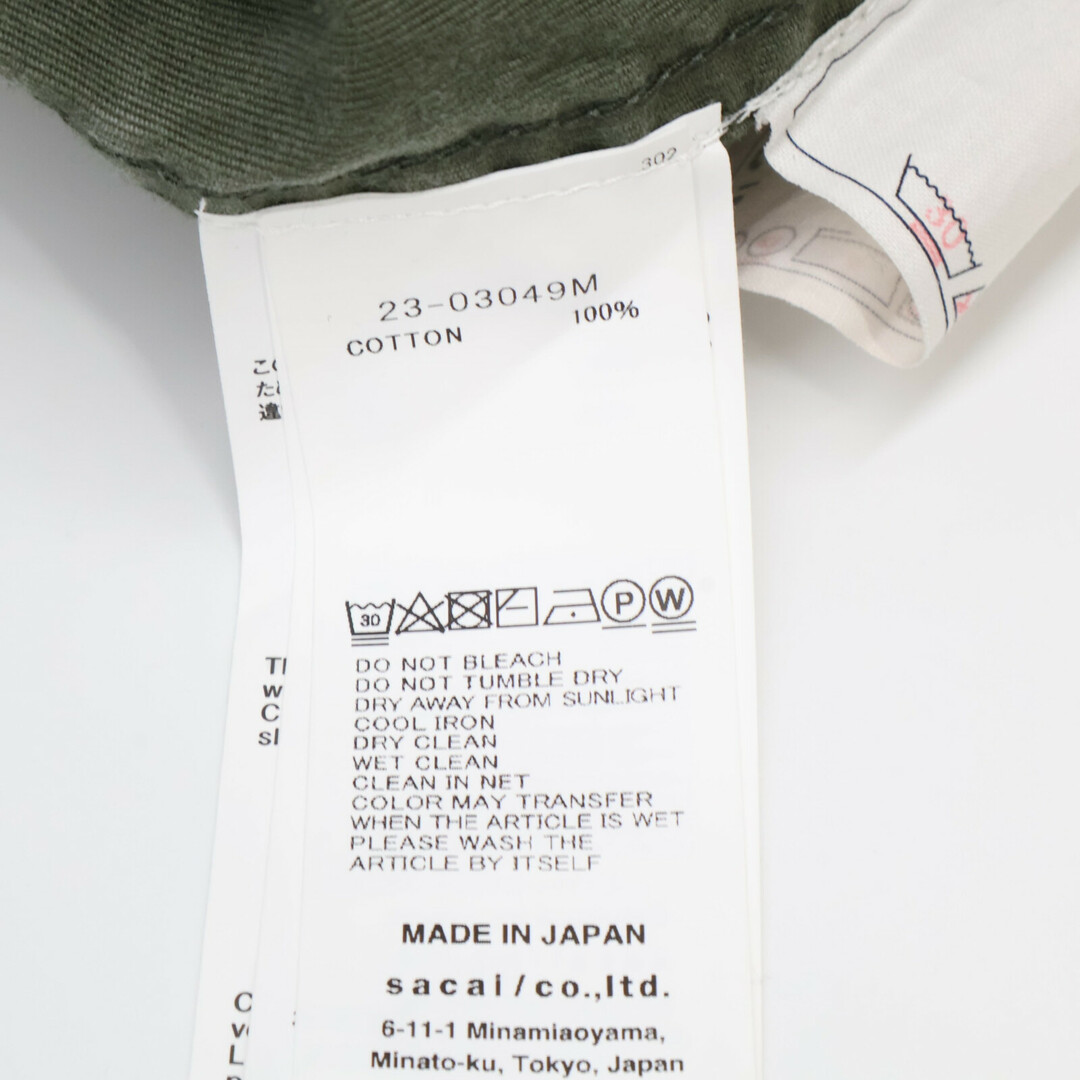 302
23-03049M
COTTON 100%
30
P
W
DO NOT BLEACH
DO NOT TUMBLE DRY
DRY AWAY FROM SUNLIGHT
COOL IRON
DRY CLEAN
WET CLEAN
CLEAN IN NET
COLOR MAY TRANSFER
WHEN THE ARTICLE IS WET
PLEASE WASH THE
ARTICLE BY ITSELF
MADE IN JAPAN
sacai/co.,ltd.
6-11-1 Minamiaoyama,
Minato-ku, Tokyo, Japan
30